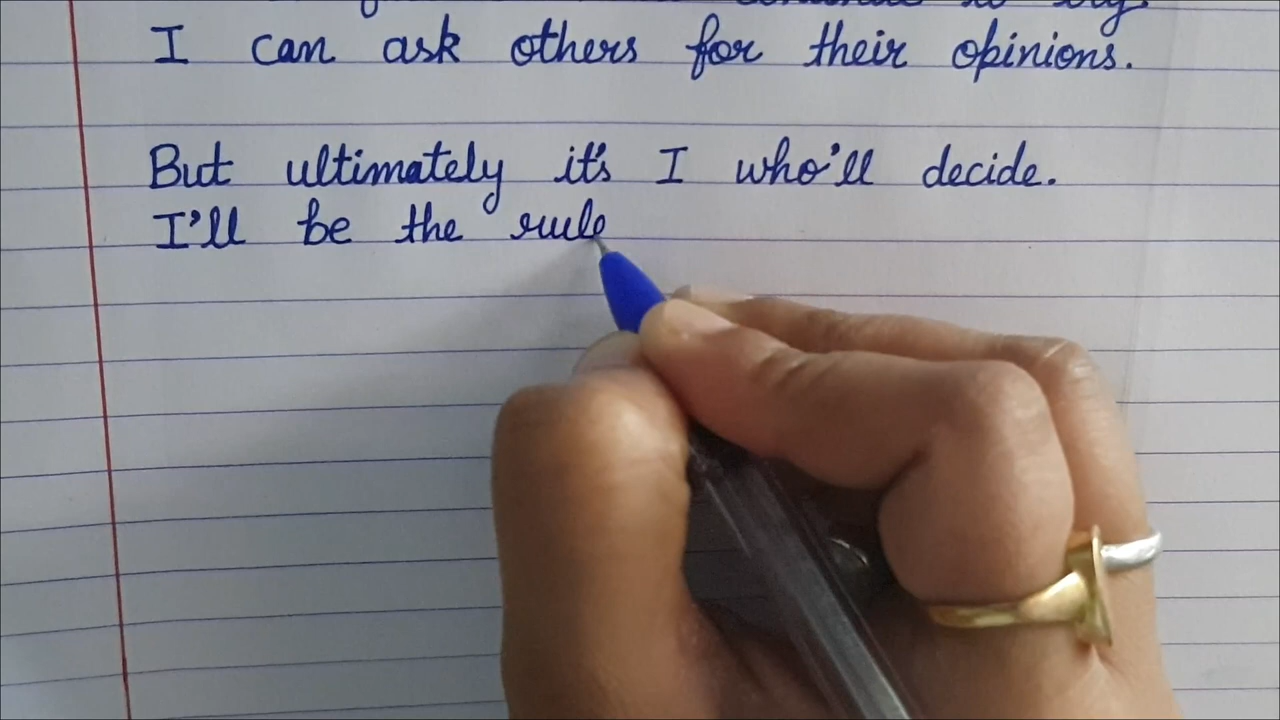 I can ask others for their opinions.
But ultimately it's I who'll decide.
I'll be the rule